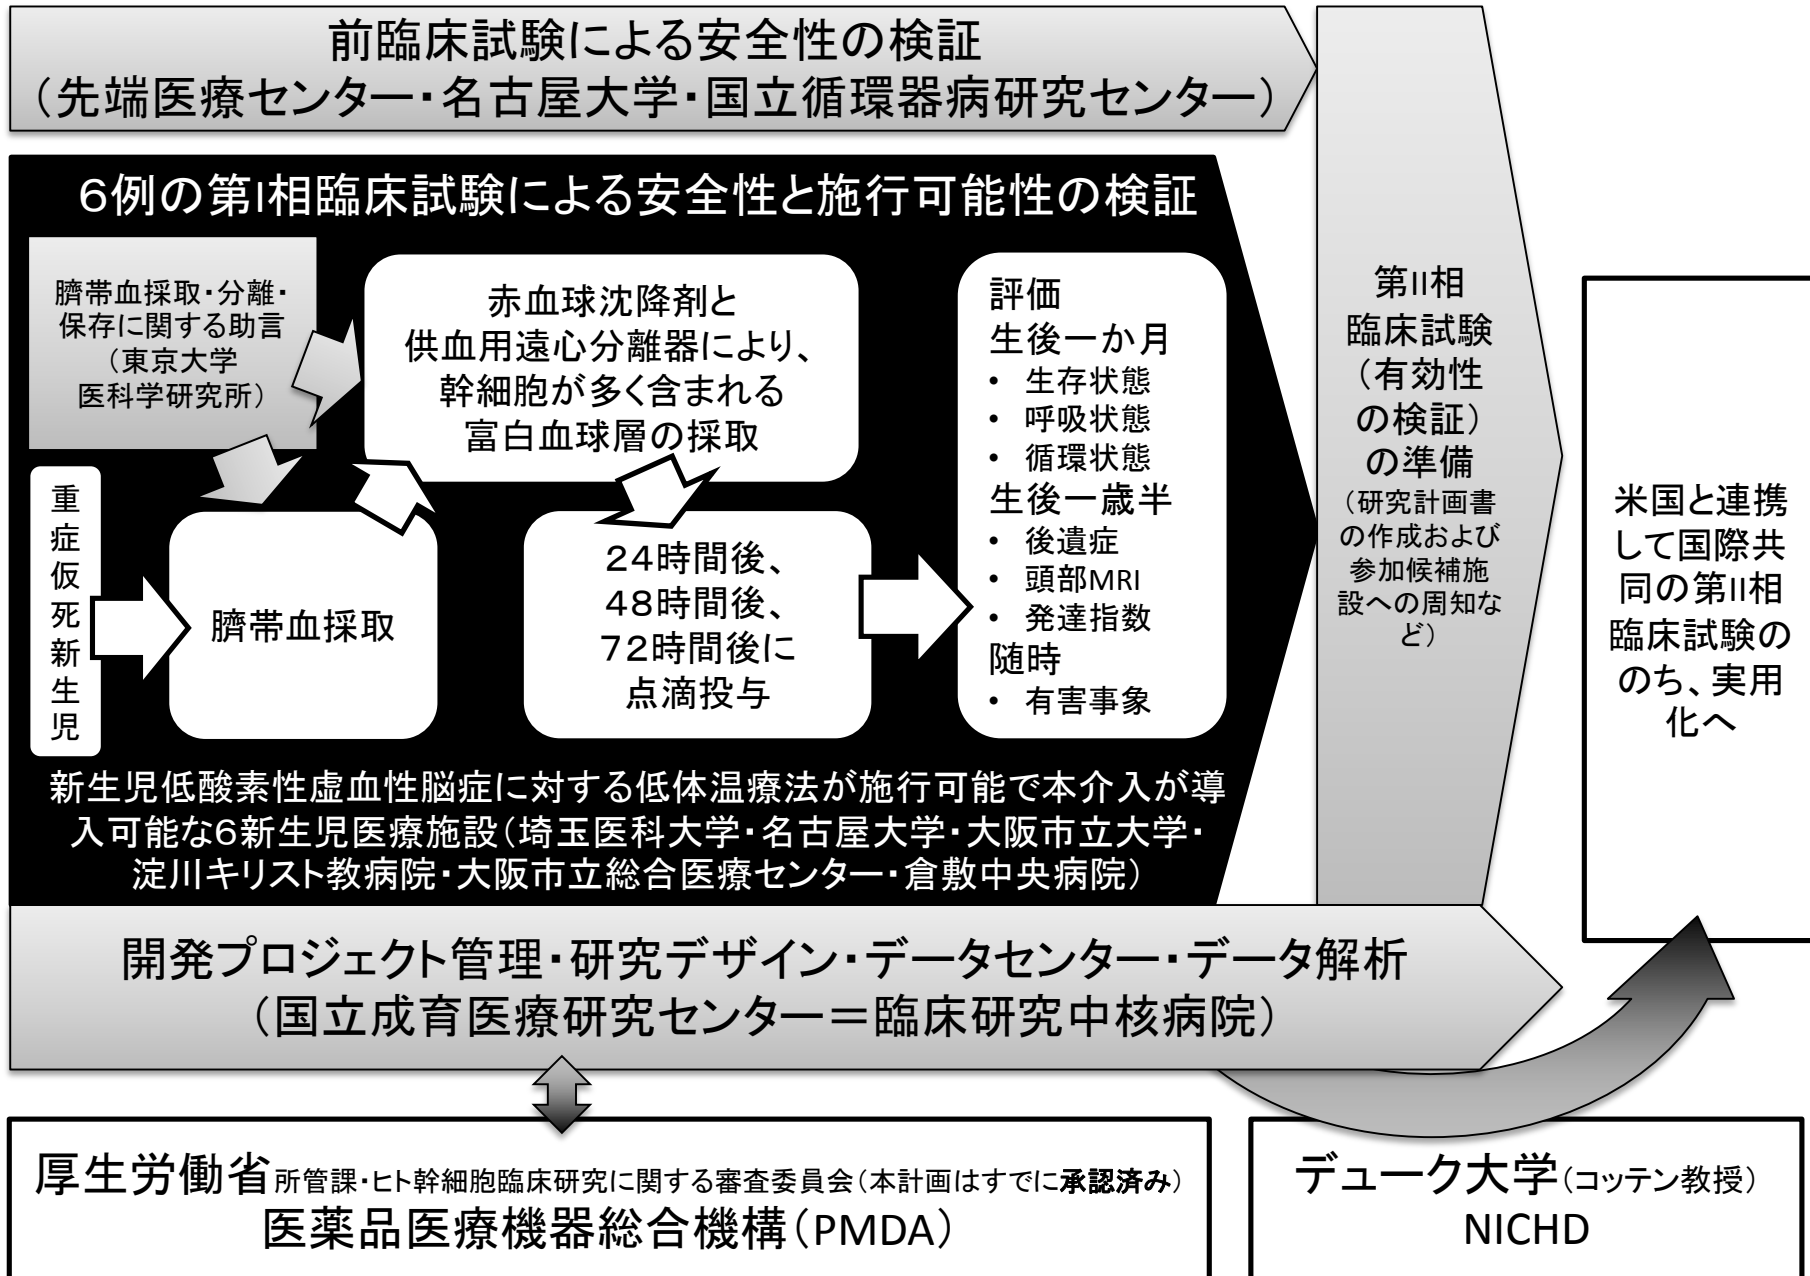 前臨床試験による安全性の検証
（先端医療センター・名古屋大学・国立循環器病研究センター）
６例の第I相臨床試験による安全性と施行可能性の検証
臍帯血採取・分離・
保存に関する助言
（東京大学
医科学研究所）
赤血球沈降剤と
供血用遠心分離器により、
幹細胞が多く含まれる
富白血球層の採取
重
症
仮
死
新
生
児
臍帯血採取
２４時間後、
４８時間後、
７２時間後に
点滴投与
評価
生後一か月
• 生存状態
• 呼吸状態
• 循環状態
生後一歳半
• 後遺症
• 頭部MRI
• 発達指数
随時
• 有害事象
新生児低酸素性虚血性脳症に対する低体温療法が施行可能で本介入が導
入可能な６新生児医療施設（埼玉医科大学・名古屋大学・大阪市立大学・
淀川キリスト教病院・大阪市立総合医療センター・倉敷中央病院）
第II相
臨床試験
（有効性
の検証）
の準備
（研究計画書
の作成および
参加候補施
設への周知な
ど）
米国と連携
して国際共
同の第II相
臨床試験の
のち、実用
化へ
開発プロジェクト管理・研究デザイン・データセンター・データ解析
（国立成育医療研究センター＝臨床研究中核病院）
厚生労働省 所管課・ヒト幹細胞臨床研究に関する審査委員会（本計画はすでに承認済み）
医薬品医療機器総合機構（PMDA）
デューク大学（コッテン教授）
NICHD